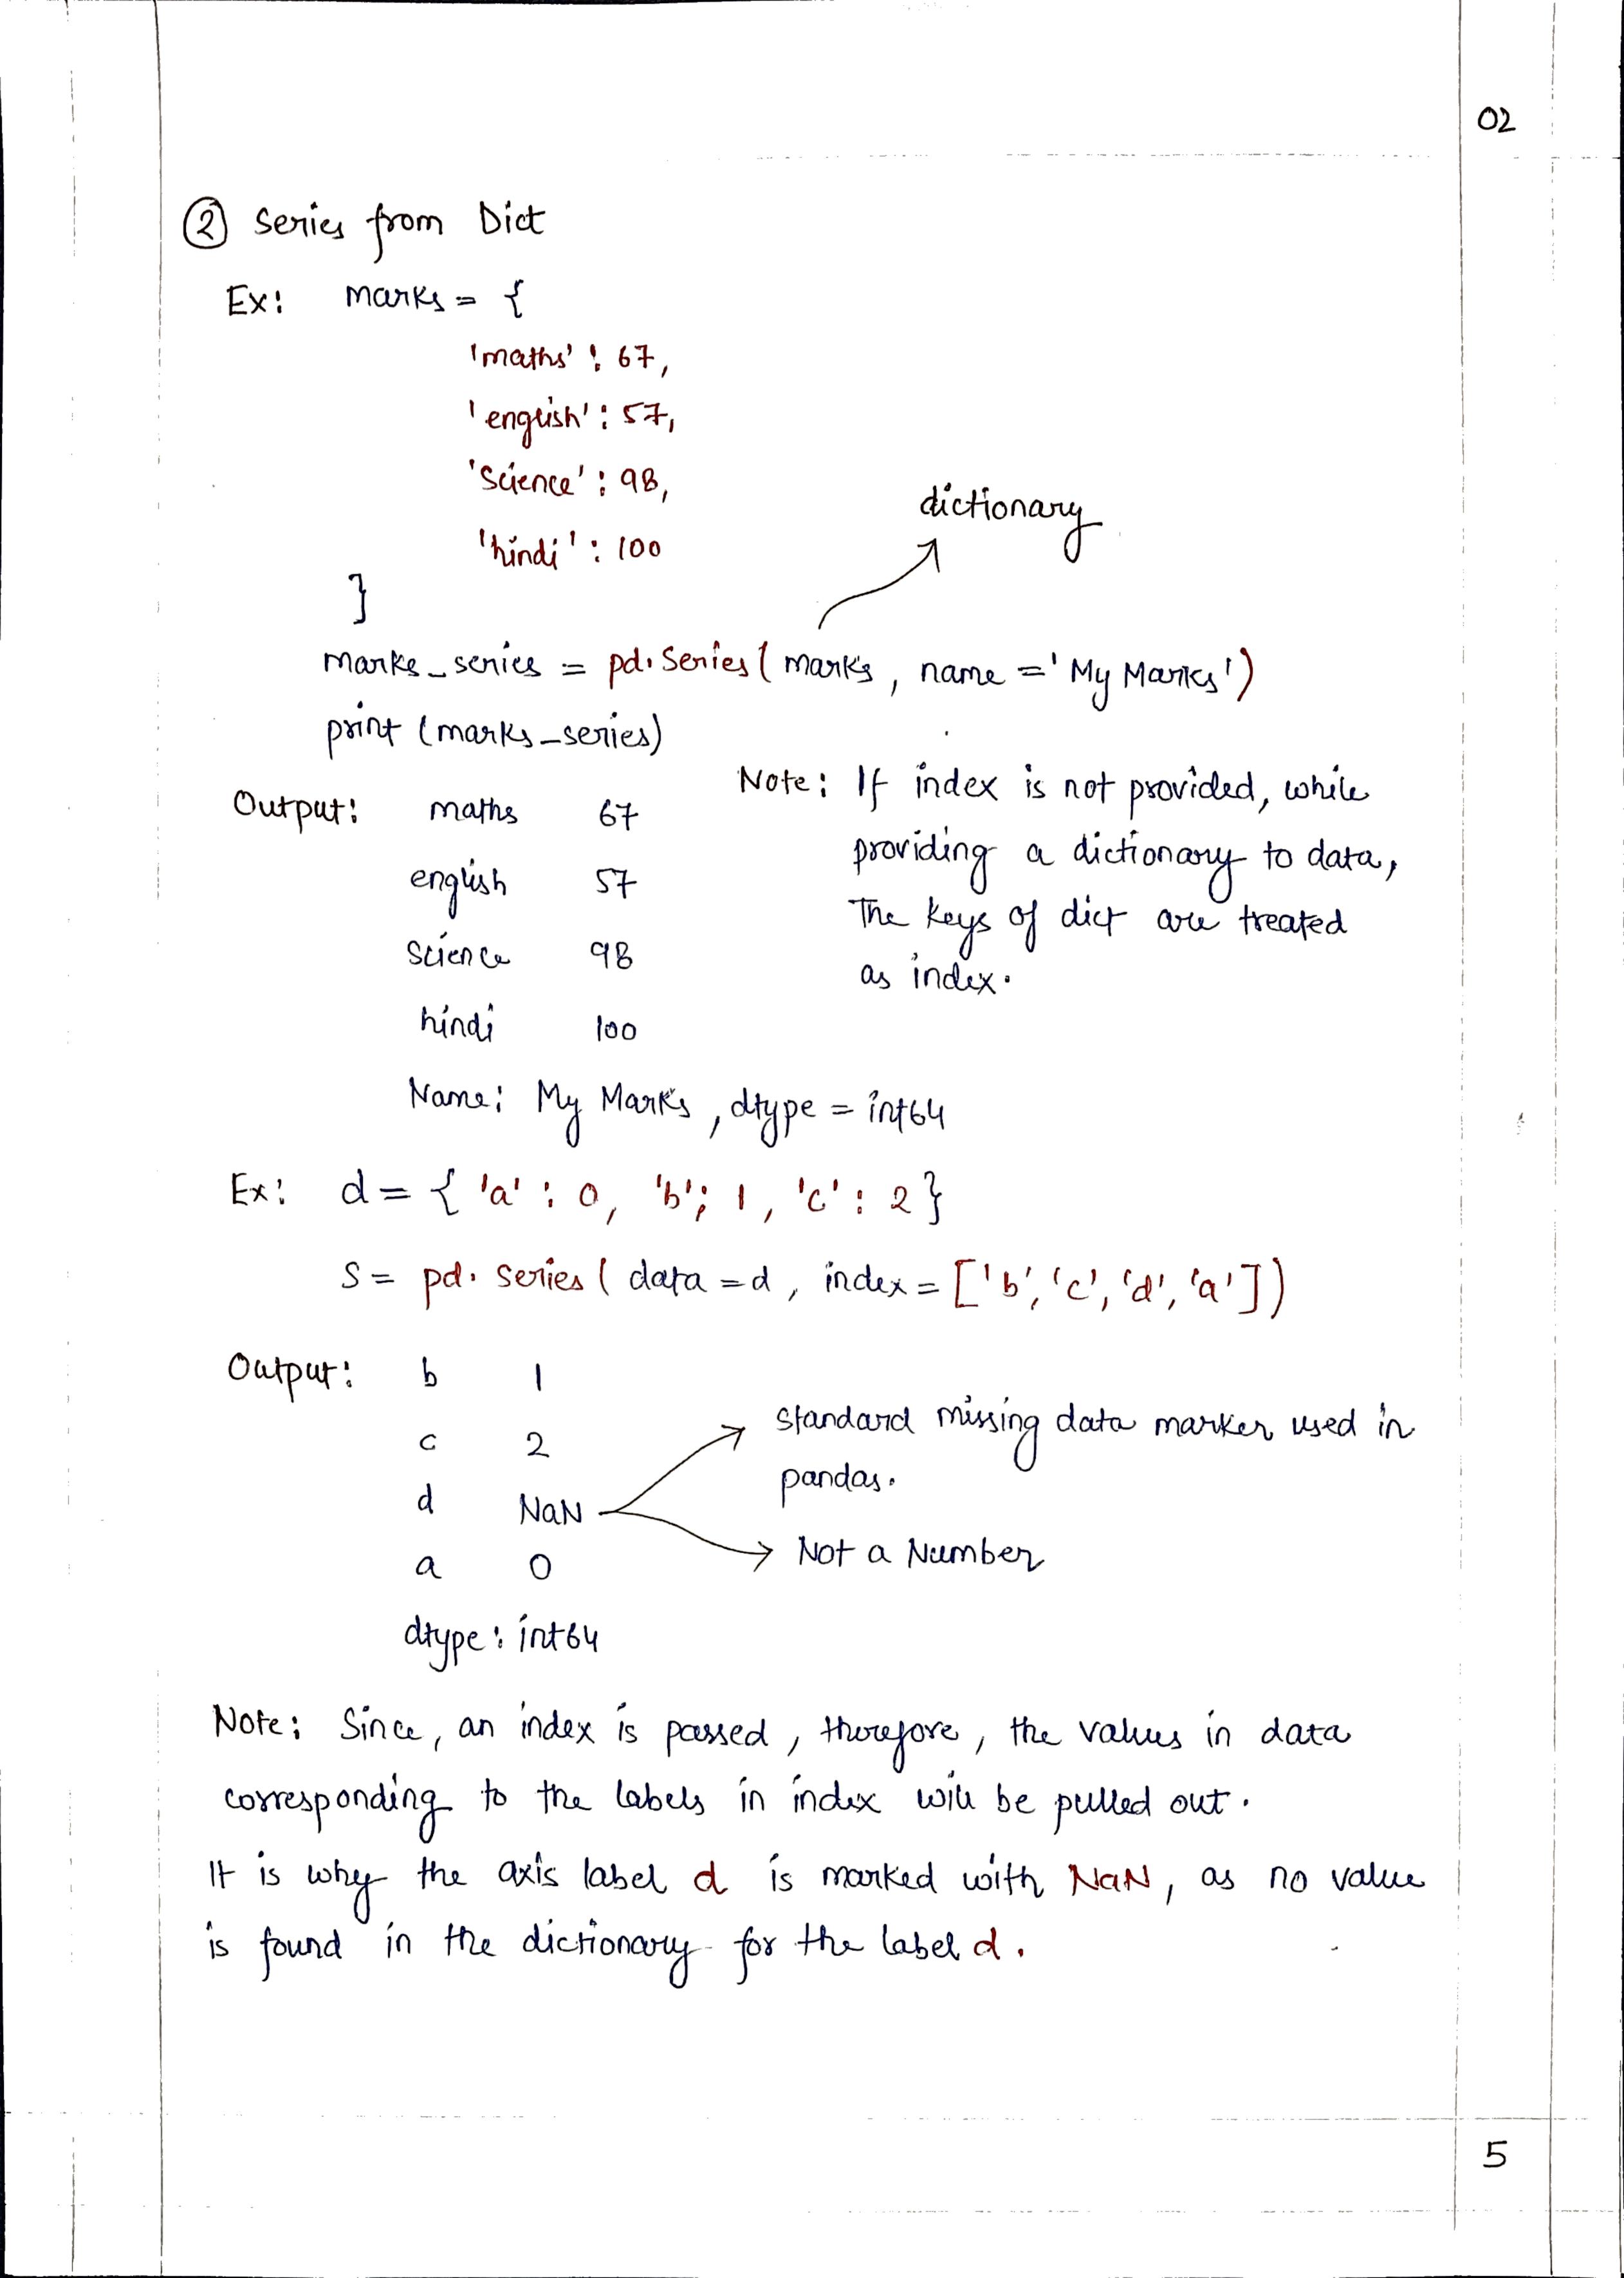 02
② Series from Dict
Ex: marks = {
'maths' : 67,
'english' : 57,
'Science' : 98,
'hindi' : 100
}
dictionary
marks_series = pd.Series( marks, name = 'My Marks')
print (marks_series)
Output: maths 67
english 57
Science 98
hindi 100
Name: My Marks, dtype = int64
Note: If index is not provided, while
providing a dictionary to data,
The keys of dict are treated
as index.
Ex: d = { 'a' : 0, 'b'; 1, 'c' : 2 }
S = pd. Series ( data = d, index = ['b', 'c', 'd', 'a'])
Output: b 1
c 2
d NaN
a 0
dtype: int64
Standard missing data marker used in
pandas.
Not a Number
Note: Since, an index is passed, therefore, the values in data
corresponding to the labels in index will be pulled out.
It is why the axis label d is marked with NaN, as no value
is found in the dictionary for the label d.
5